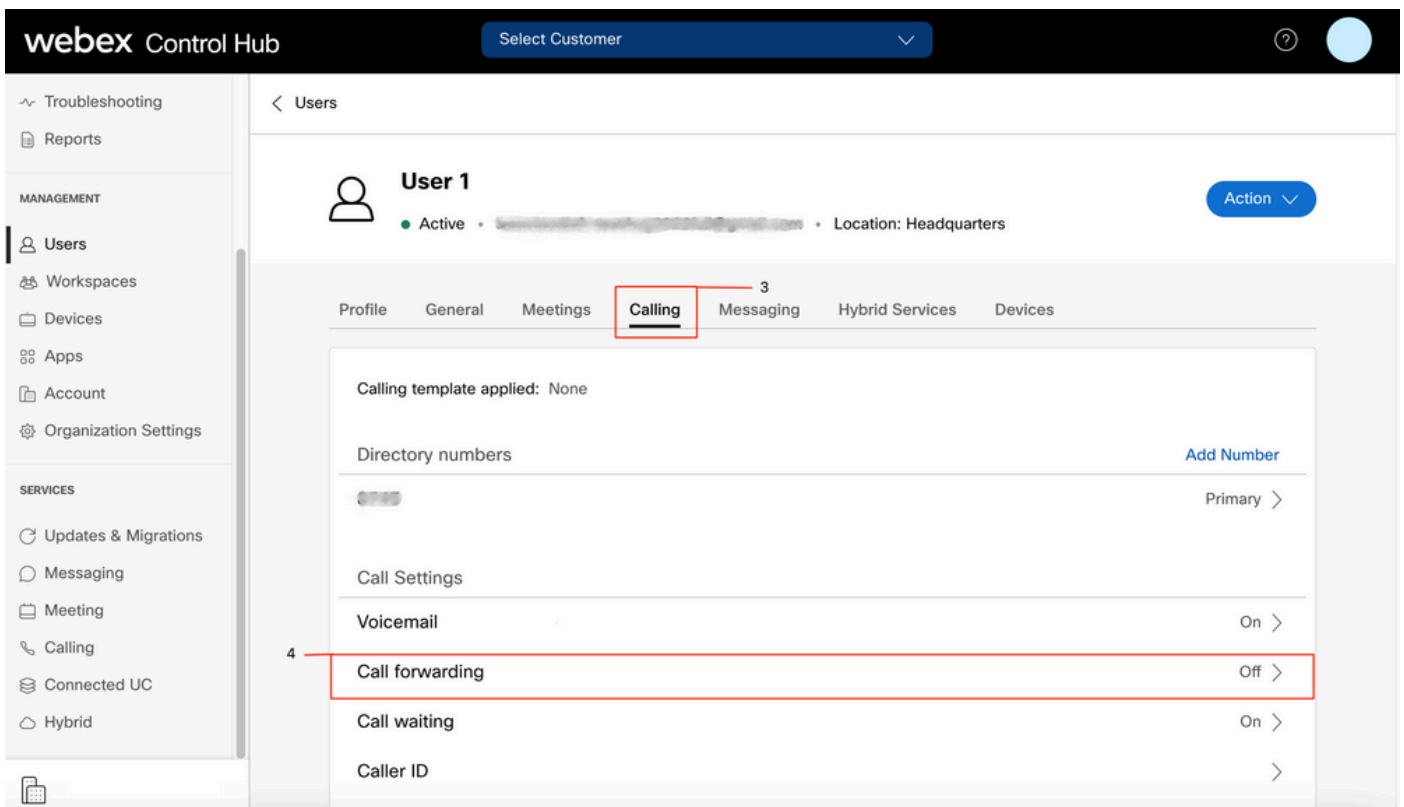 webex Control Hub
Select Customer
?
Troubleshooting
Reports
MANAGEMENT
Users
Workspaces
Devices
Apps
Account
Organization Settings
SERVICES
Updates & Migrations
Messaging
Meeting
Calling
Connected UC
Hybrid
Users
User 1
Active
Location: Headquarters
Action
3
Profile General Meetings Calling Messaging Hybrid Services Devices
Calling template applied: None
Directory numbers Add Number
Primary
Call Settings
Voicemail On
4
Call forwarding Off
Call waiting On
Caller ID